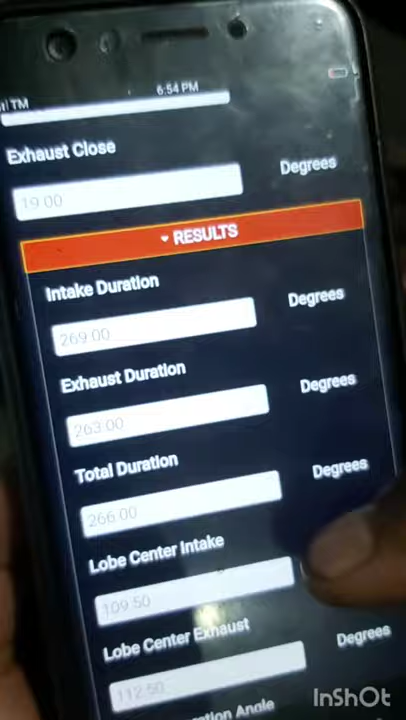 TM 6:54 PM
Exhaust Close
19.00 Degrees
RESULTS
Intake Duration
269.00 Degrees
Exhaust Duration
263.00 Degrees
Total Duration
266.00 Degrees
Lobe Center Intake
109.50
Lobe Center Exhaust
112.50 Degrees
Angle
InShOt